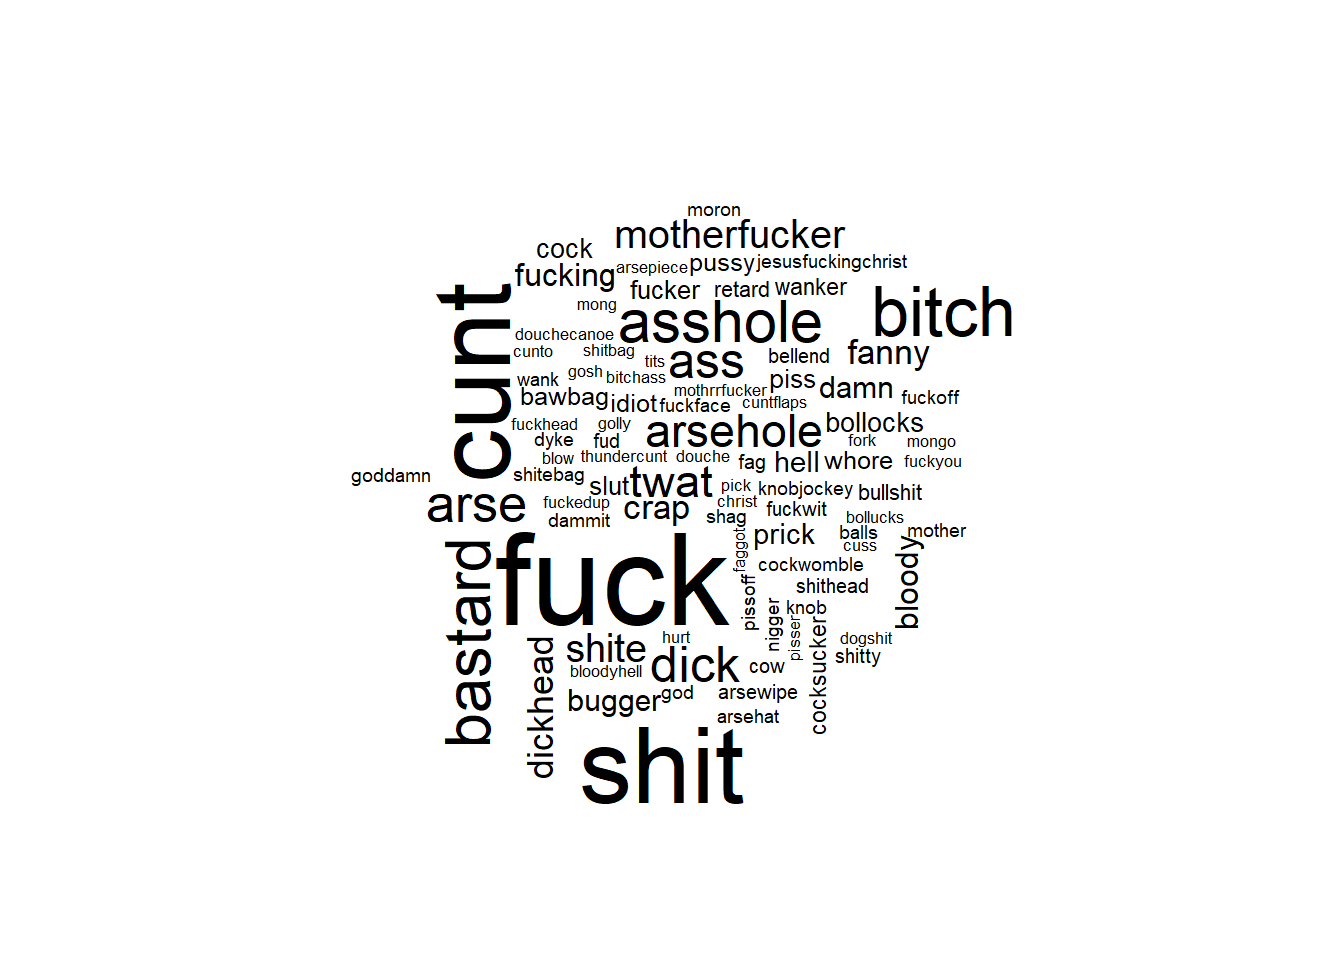 moron
motherfucker
cock
fucking
arsepiece
pussy
jesusfuckingchrist
fucker
retard
wanker
mong
cunt
asshole
bitch
douchecanoe
cunto
shitbag
tits
ass
bellend
fanny
gosh
wank
bitchass
piss
damn
mothrrfucker
bawbag
idiot
fuckface
cuntflaps
fuckoff
fuckhead
golly
arsehole
bollocks
dyke
fud
fork
mongo
blow
thundercunt
douche
fag
hell
whore
fuckyou
goddamn
shitebag
slut
twat
pick
knobjockey
bullshit
arse
fuckedup
crap
christ
fuckwit
dammit
shag
bollucks
prick
balls
mother
cuss
bastard
fuck
faggot
cockwomble
bloody
pissoff
shithead
nigger
knob
pisser
cocksucker
dickhead
shite
hurt
dogshit
bloodyhell
dick
cow
shitty
bugger
god
arsewipe
arsehat
shit